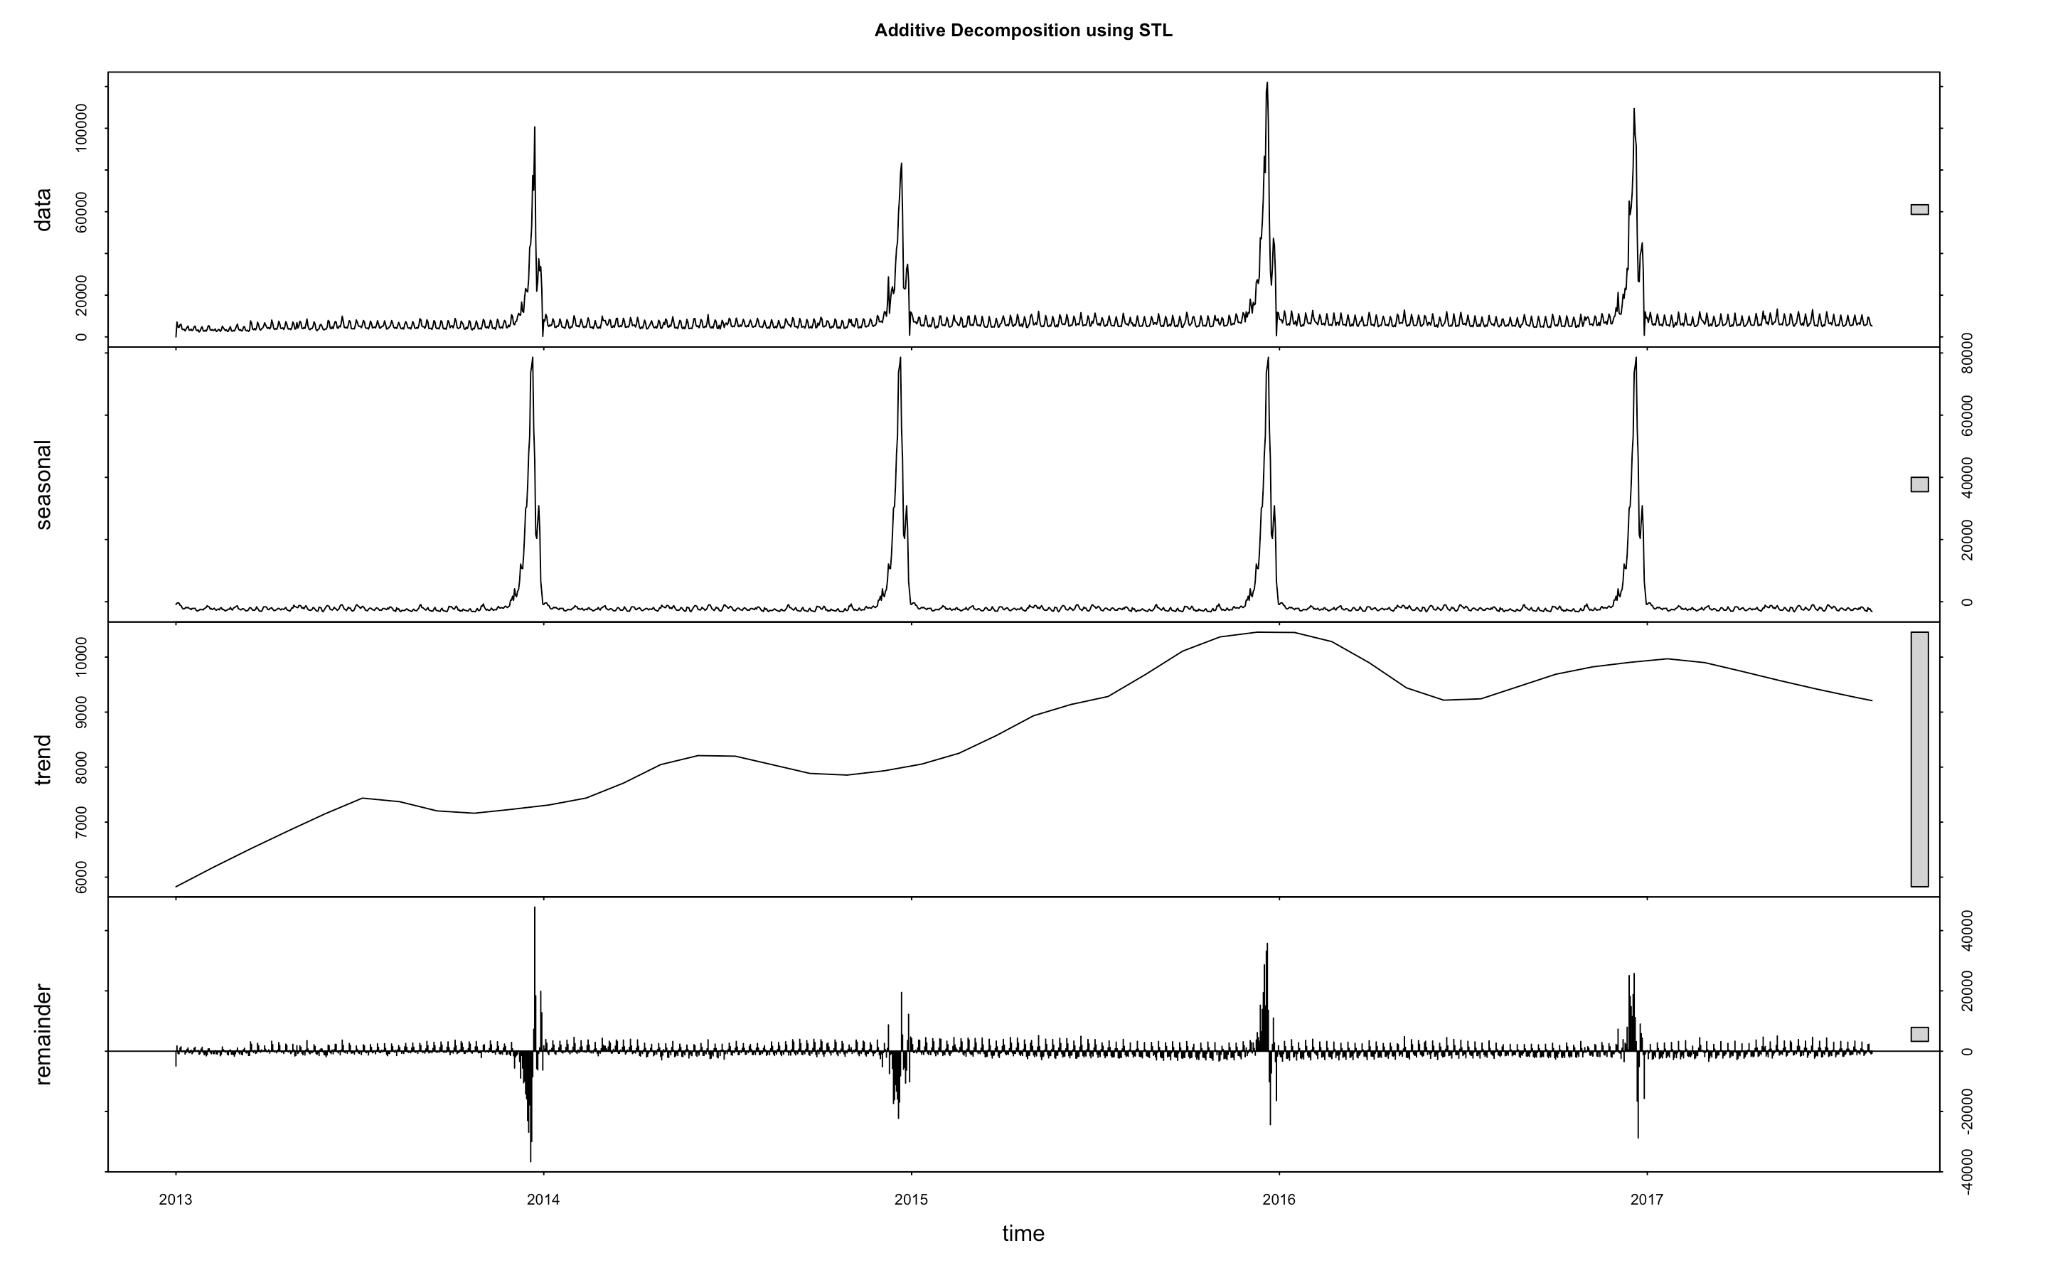 Additive Decomposition using STL
data
0 20000 60000 100000
seasonal
0 20000 40000 60000 80000
trend
6000 7000 8000 9000 10000
remainder
-40000 -20000 0 20000 40000
2013 2014 2015 2016 2017
time